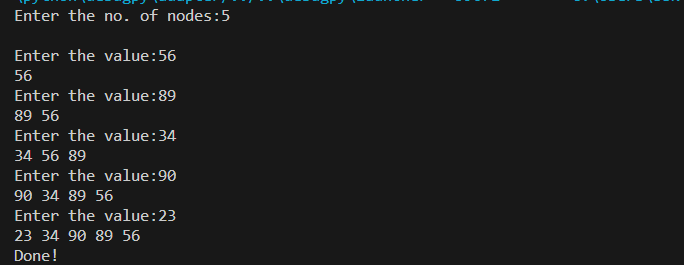 Enter the no. of nodes:5
Enter the value:56
56
Enter the value:89
89 56
Enter the value:34
34 56 89
Enter the value:90
90 34 89 56
Enter the value:23
23 34 90 89 56
Done!